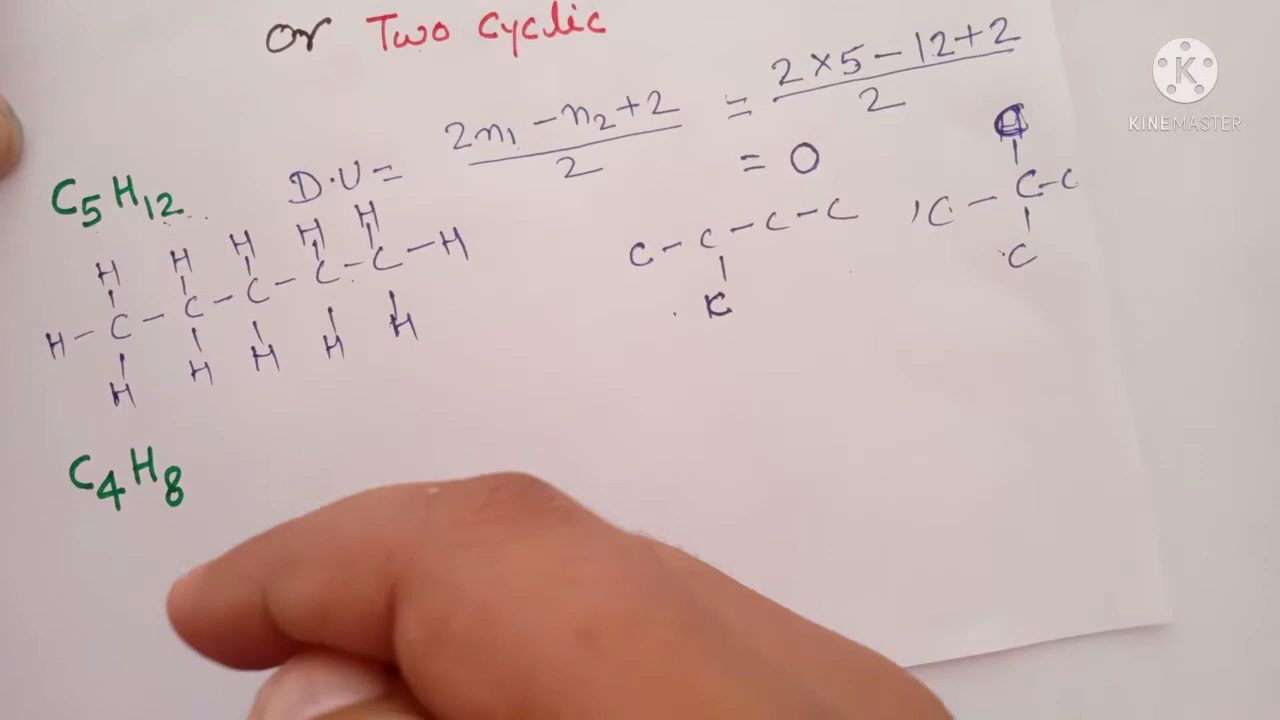 or Two Cyclic
C5H12 D.U = 2n1 - n2 + 2 / 2 = 2 × 5 - 12 + 2 / 2
= 0
H H H H H
H - C - C - C - C - C - H
H H H H H
C - C - C - C
C
C
C - C - C
C
C4H8
KINEMASTER